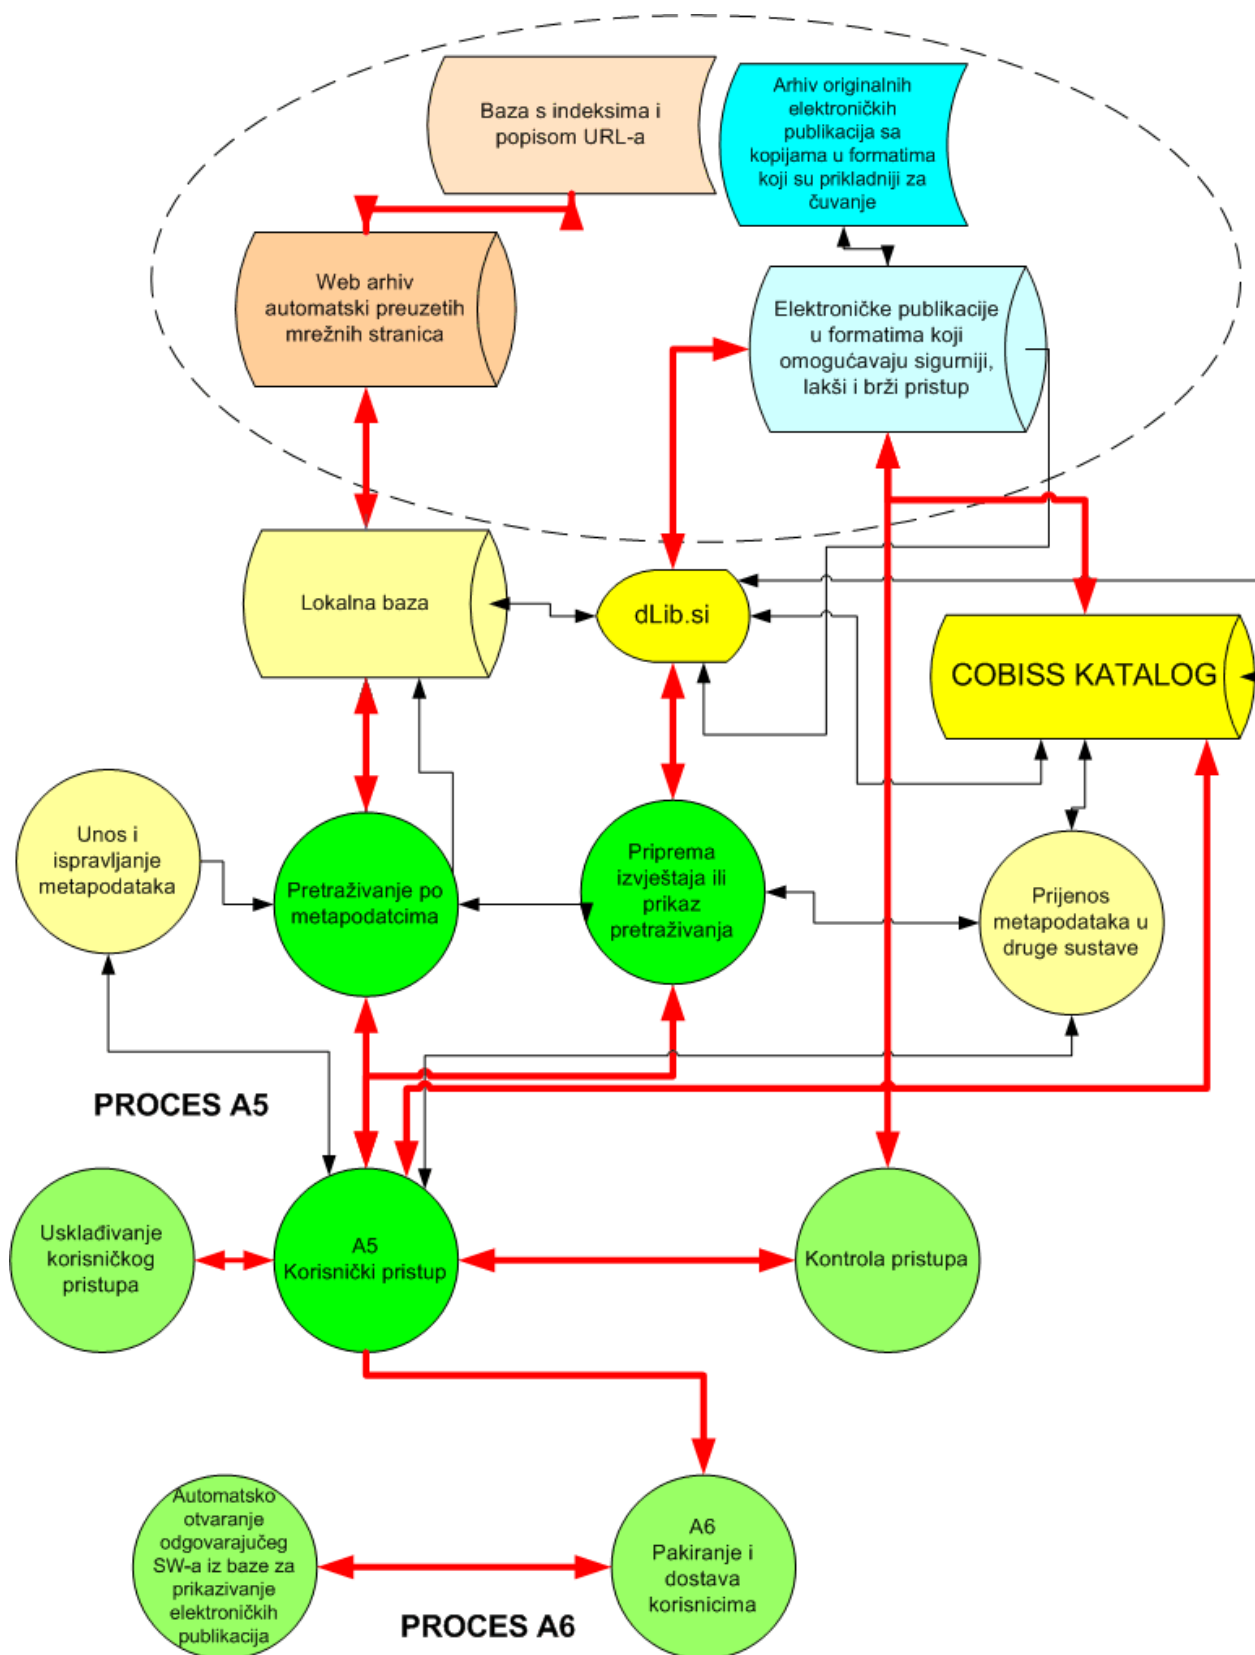 Baza s indeksima i
popisom URL-a
Arhiv originalnih
elektroničkih
publikacija sa
kopijama u formatima
koji su prikladniji za
čuvanje
Web arhiv
automatski preuzetih
mrežnih stranica
Elektroničke publikacije
u formatima koji
omogućavaju sigurniji,
lakši i brži pristup
Lokalna baza
dLib.si
COBISS KATALOG
Unos i
ispravljanje
metapodataka
Pretraživanje po
metapodatcima
Priprema
izvještaja ili
prikaz
pretraživanja
Prijenos
metapodataka u
druge sustave
PROCES A5
Usklađivanje
korisničkog
pristupa
A5
Korisnički pristup
Kontrola pristupa
Automatsko
otvaranje
odgovarajučeg
SW-a iz baze za
prikazivanje
elektroničkih
publikacija
A6
Pakiranje i
dostava
korisnicima
PROCES A6